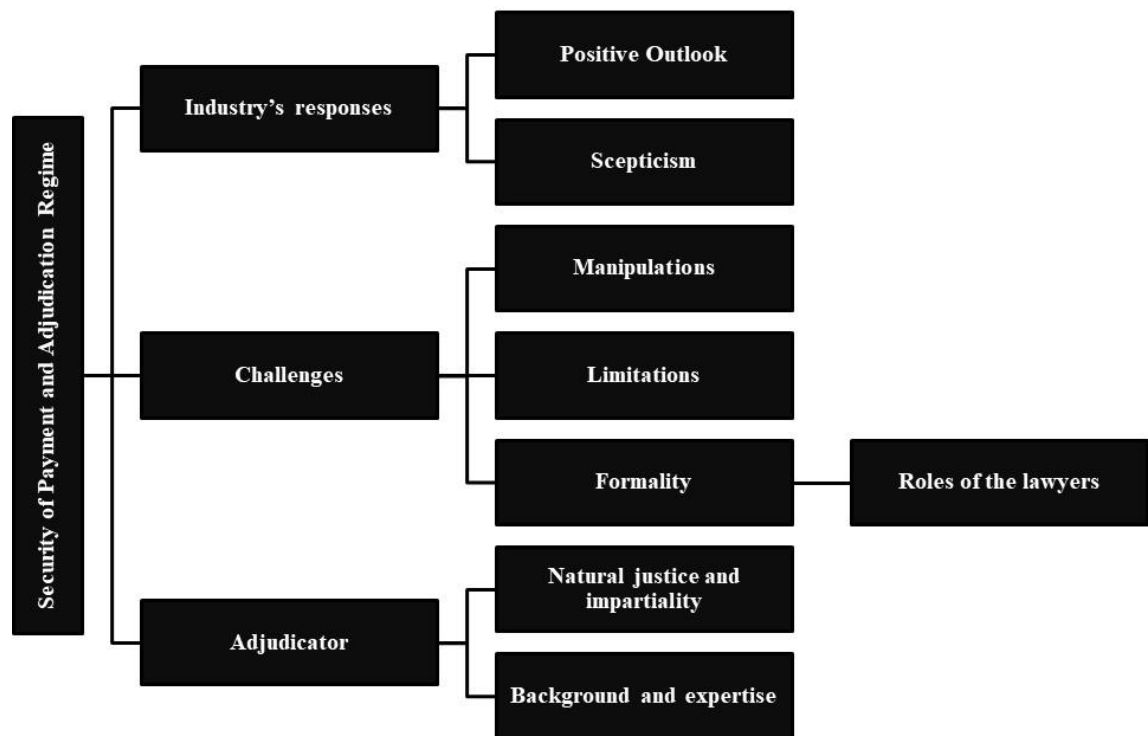 Security of Payment and Adjudication Regime
Industry's responses
Positive Outlook
Scepticism
Challenges
Manipulations
Limitations
Formality
Roles of the lawyers
Adjudicator
Natural justice and
impartiality
Background and expertise